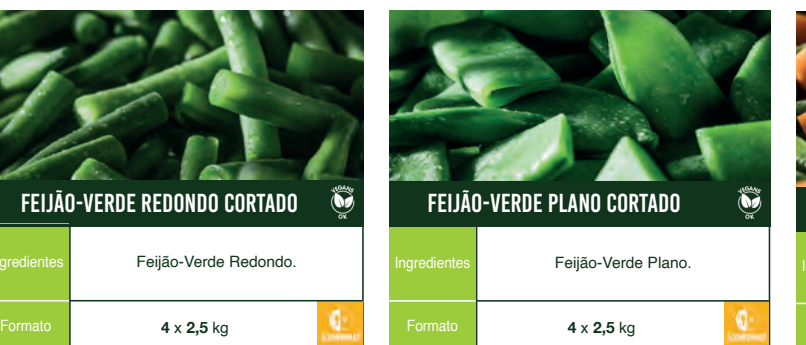 FEIJÃO-VERDE REDONDO CORTADO
VEGANS
OK
gredientes
Feijão-Verde Redondo.
Formato
4 x 2,5 kg
FEIJÃO-VERDE PLANO CORTADO
VEGANS
OK
Ingredientes
Feijão-Verde Plano.
Formato
4 x 2,5 kg
I